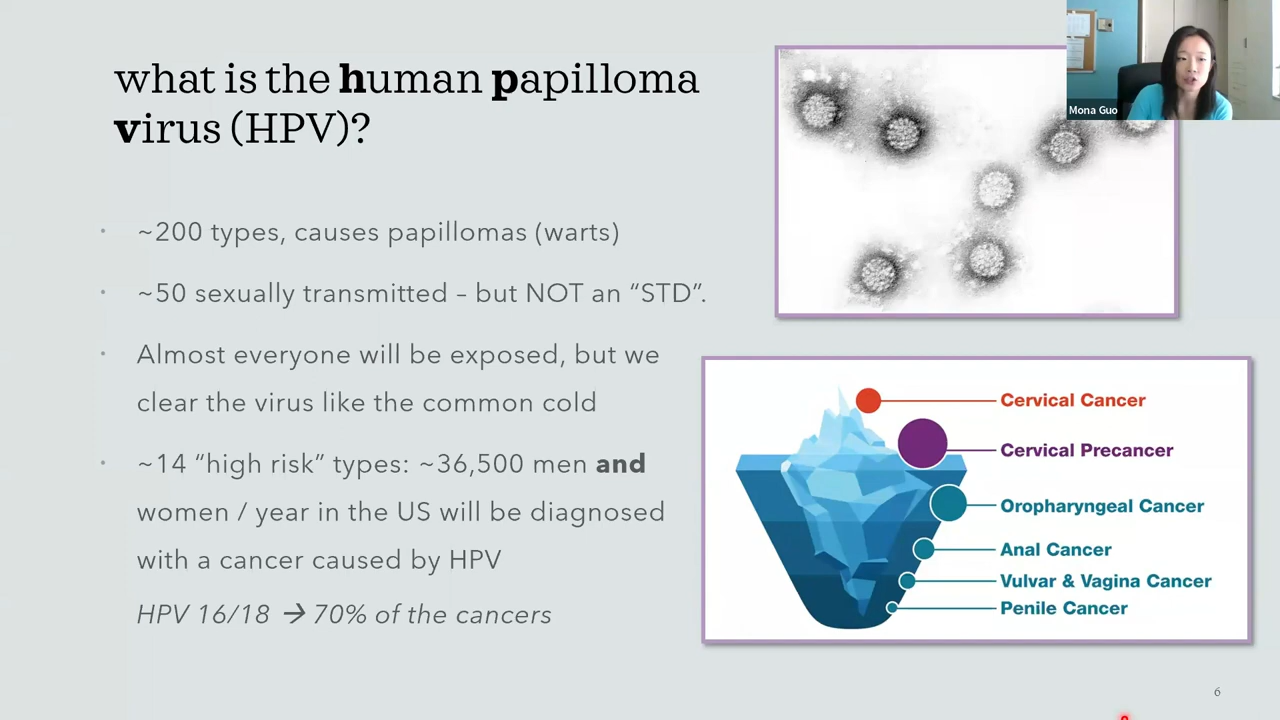 what is the human papilloma
virus (HPV)?
• ~200 types, causes papillomas (warts)
• ~50 sexually transmitted – but NOT an “STD”.
• Almost everyone will be exposed, but we
clear the virus like the common cold
• ~14 “high risk” types: ~36,500 men and
women / year in the US will be diagnosed
with a cancer caused by HPV
HPV 16/18 → 70% of the cancers
Mona Guo
Cervical Cancer
Cervical Precancer
Oropharyngeal Cancer
Anal Cancer
Vulvar & Vagina Cancer
Penile Cancer
6